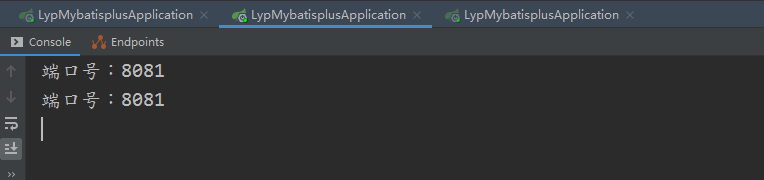 LypMybatisplusApplication × LypMybatisplusApplication × LypMybatisplusApplication ×
Console Endpoints
端口号：8081
端口号：8081